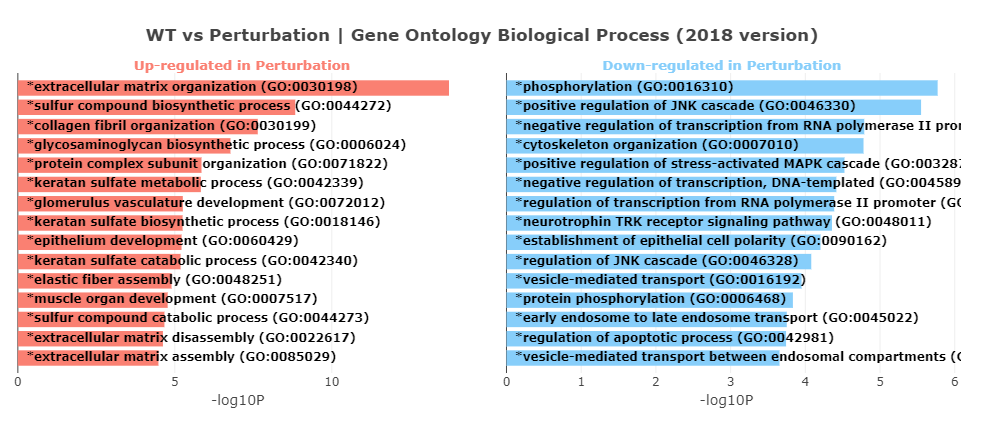 WT vs Perturbation | Gene Ontology Biological Process (2018 version)
Up-regulated in Perturbation
*extracellular matrix organization (GO:0030198)
*sulfur compound biosynthetic process (GO:0044272)
*collagen fibril organization (GO:0030199)
*glycosaminoglycan biosynthetic process (GO:0006024)
*protein complex subunit organization (GO:0071822)
*keratan sulfate metabolic process (GO:0042339)
*glomerulus vasculature development (GO:0072012)
*keratan sulfate biosynthetic process (GO:0018146)
*epithelium development (GO:0060429)
*keratan sulfate catabolic process (GO:0042340)
*elastic fiber assembly (GO:0048251)
*muscle organ development (GO:0007517)
*sulfur compound catabolic process (GO:0044273)
*extracellular matrix disassembly (GO:0022617)
*extracellular matrix assembly (GO:0085029)
0 5 10
-log10P
Down-regulated in Perturbation
*phosphorylation (GO:0016310)
*positive regulation of JNK cascade (GO:0046330)
*negative regulation of transcription from RNA polymerase II
*cytoskeleton organization (GO:0007010)
*positive regulation of stress-activated MAPK cascade (GO:003287
*negative regulation of transcription, DNA-templated (GO:004589
*regulation of transcription from RNA polymerase II promoter (GO
*neurotrophin TRK receptor signaling pathway (GO:0048011)
*establishment of epithelial cell polarity (GO:0090162)
*regulation of JNK cascade (GO:0046328)
*vesicle-mediated transport (GO:0016192)
*protein phosphorylation (GO:0006468)
*early endosome to late endosome transport (GO:0045022)
*regulation of apoptotic process (GO:0042981)
*vesicle-mediated transport between endosomal compartments (
0 1 2 3 4 5 6
-log10P